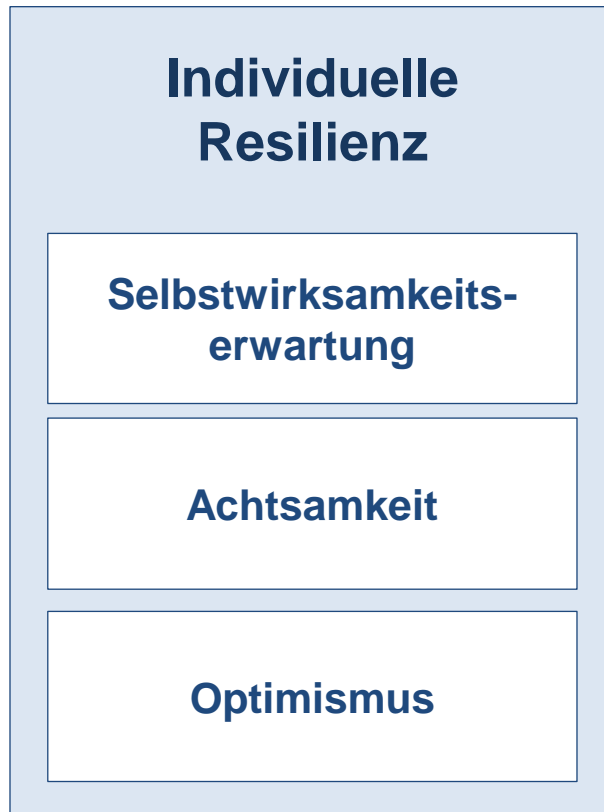 Individuelle
Resilienz
Selbstwirksamkeits-
erwartung
Achtsamkeit
Optimismus